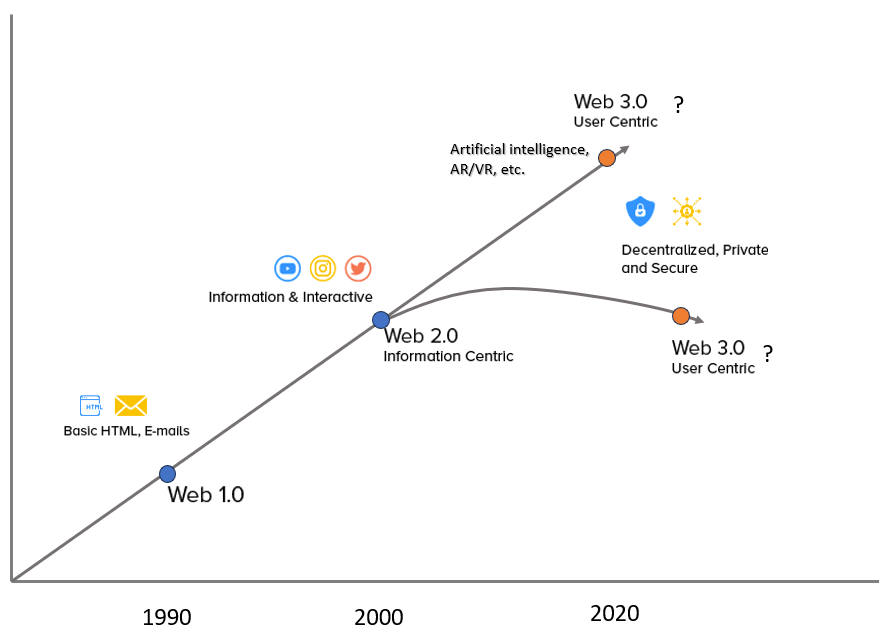 Web 3.0 ?
User Centric
Artificial intelligence,
AR/VR, etc.
Decentralized, Private
and Secure
Information & Interactive
Web 2.0
Information Centric
Web 3.0 ?
User Centric
HTML
Basic HTML, E-mails
Web 1.0
1990 2000 2020